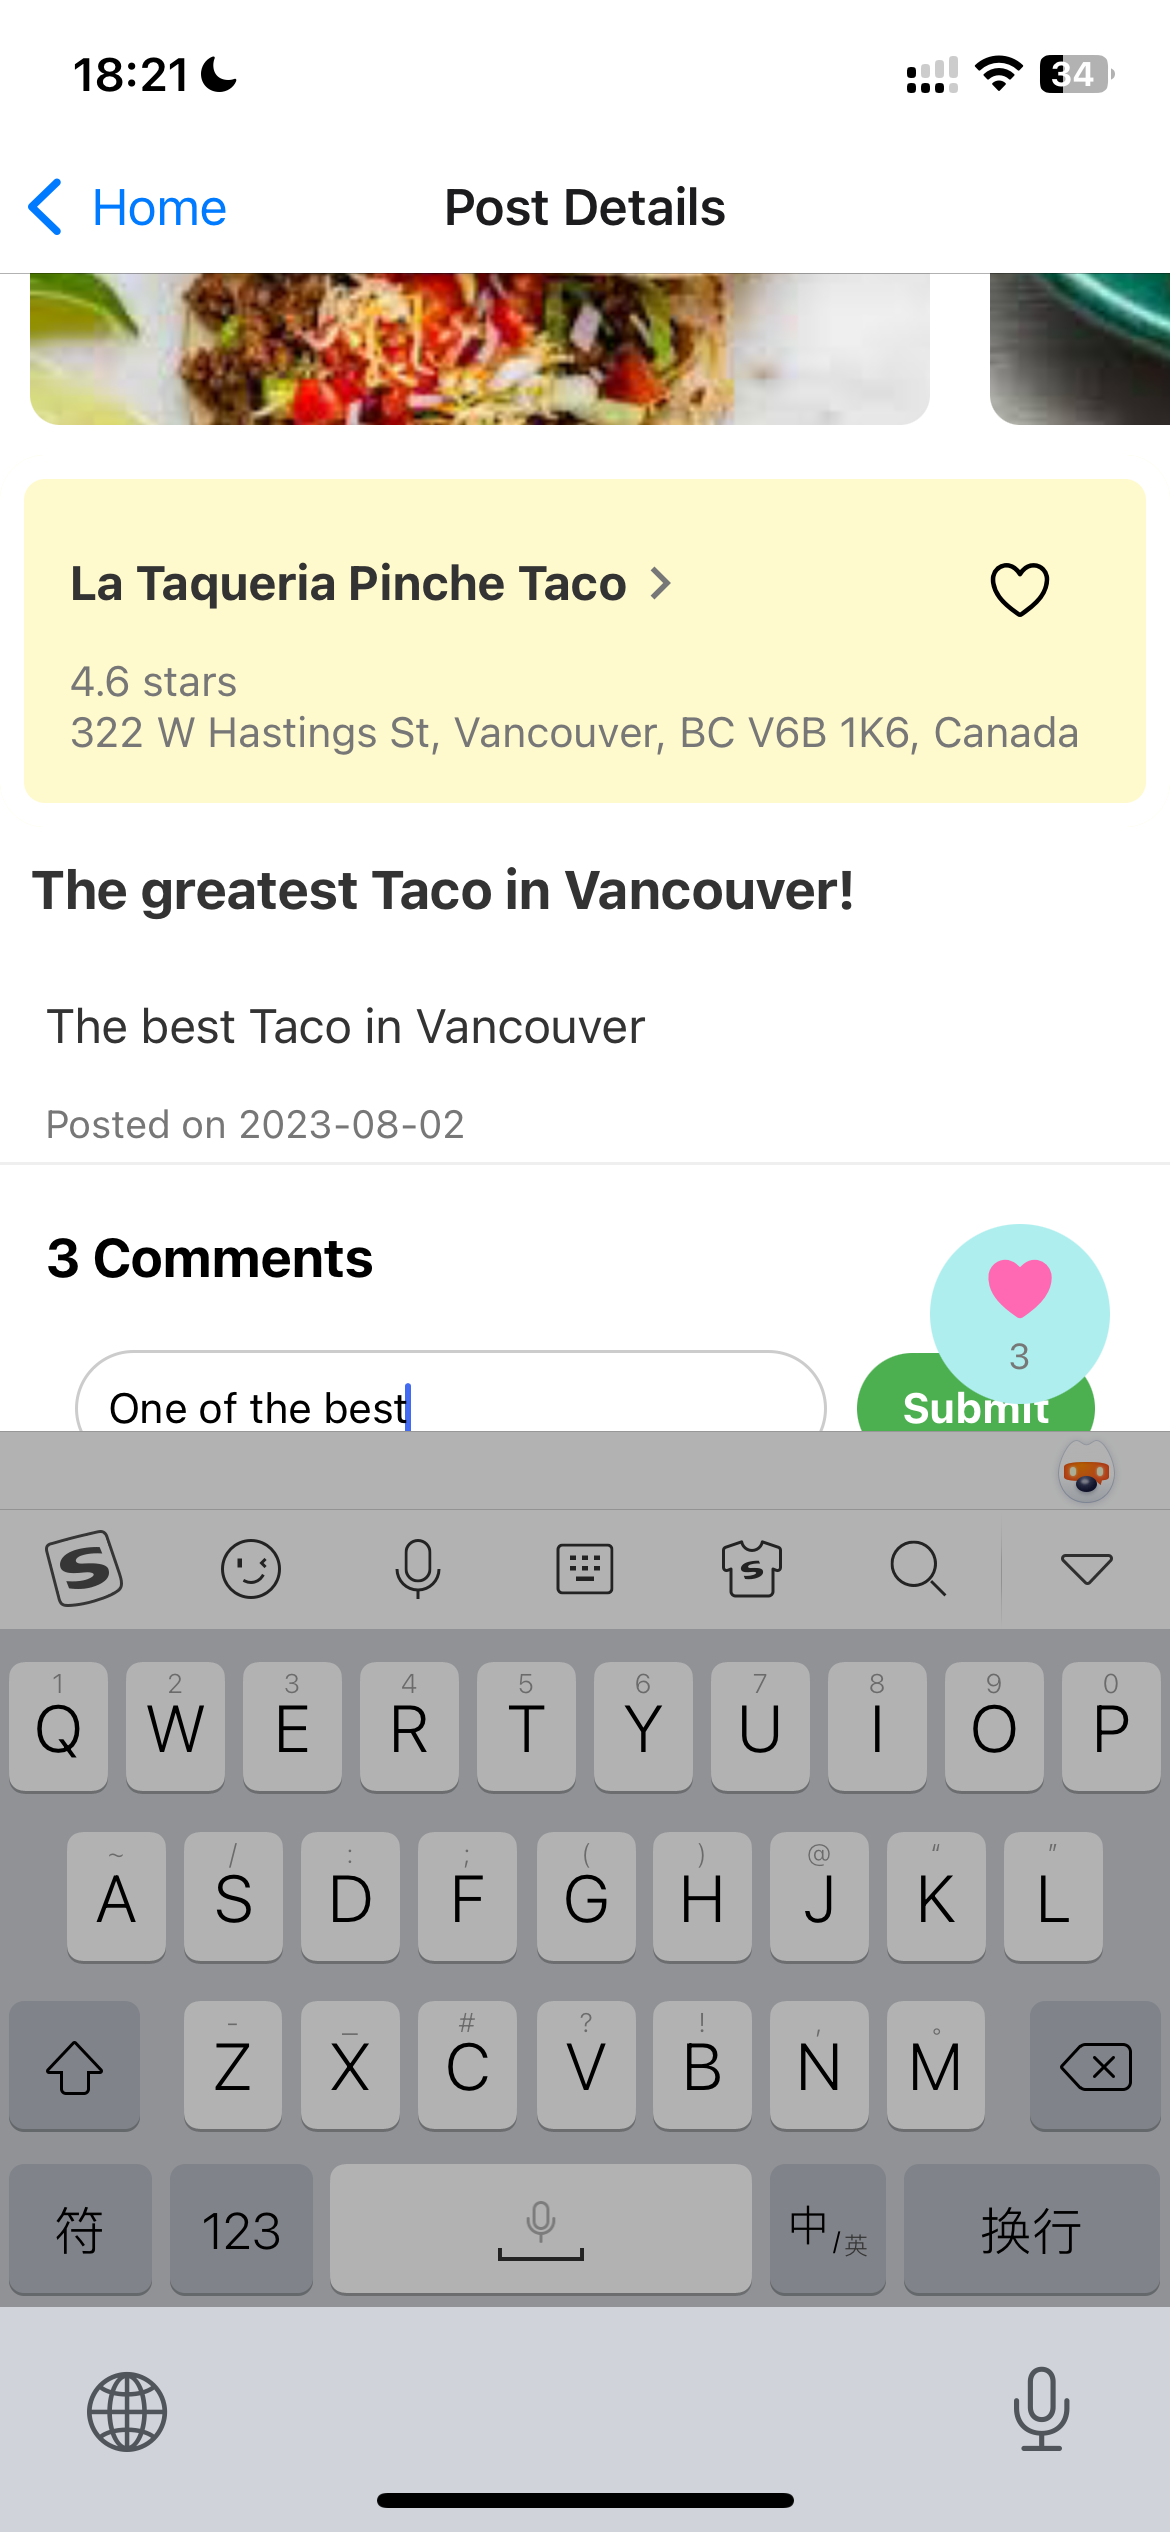 18:21
34
Home
Post Details
La Taqueria Pinche Taco
4.6 stars
322 W Hastings St, Vancouver, BC V6B 1K6, Canada
The greatest Taco in Vancouver!
The best Taco in Vancouver
Posted on 2023-08-02
3 Comments
3
One of the best
Submit
S
S
1 2 3 4 5 6 7 8 9 0
Q W E R T Y U I O P
~ / : ; ( ) @ “ ”
A S D F G H J K L
- _ # ? ! , 。
Z X C V B N M
符 123 中/英 换行